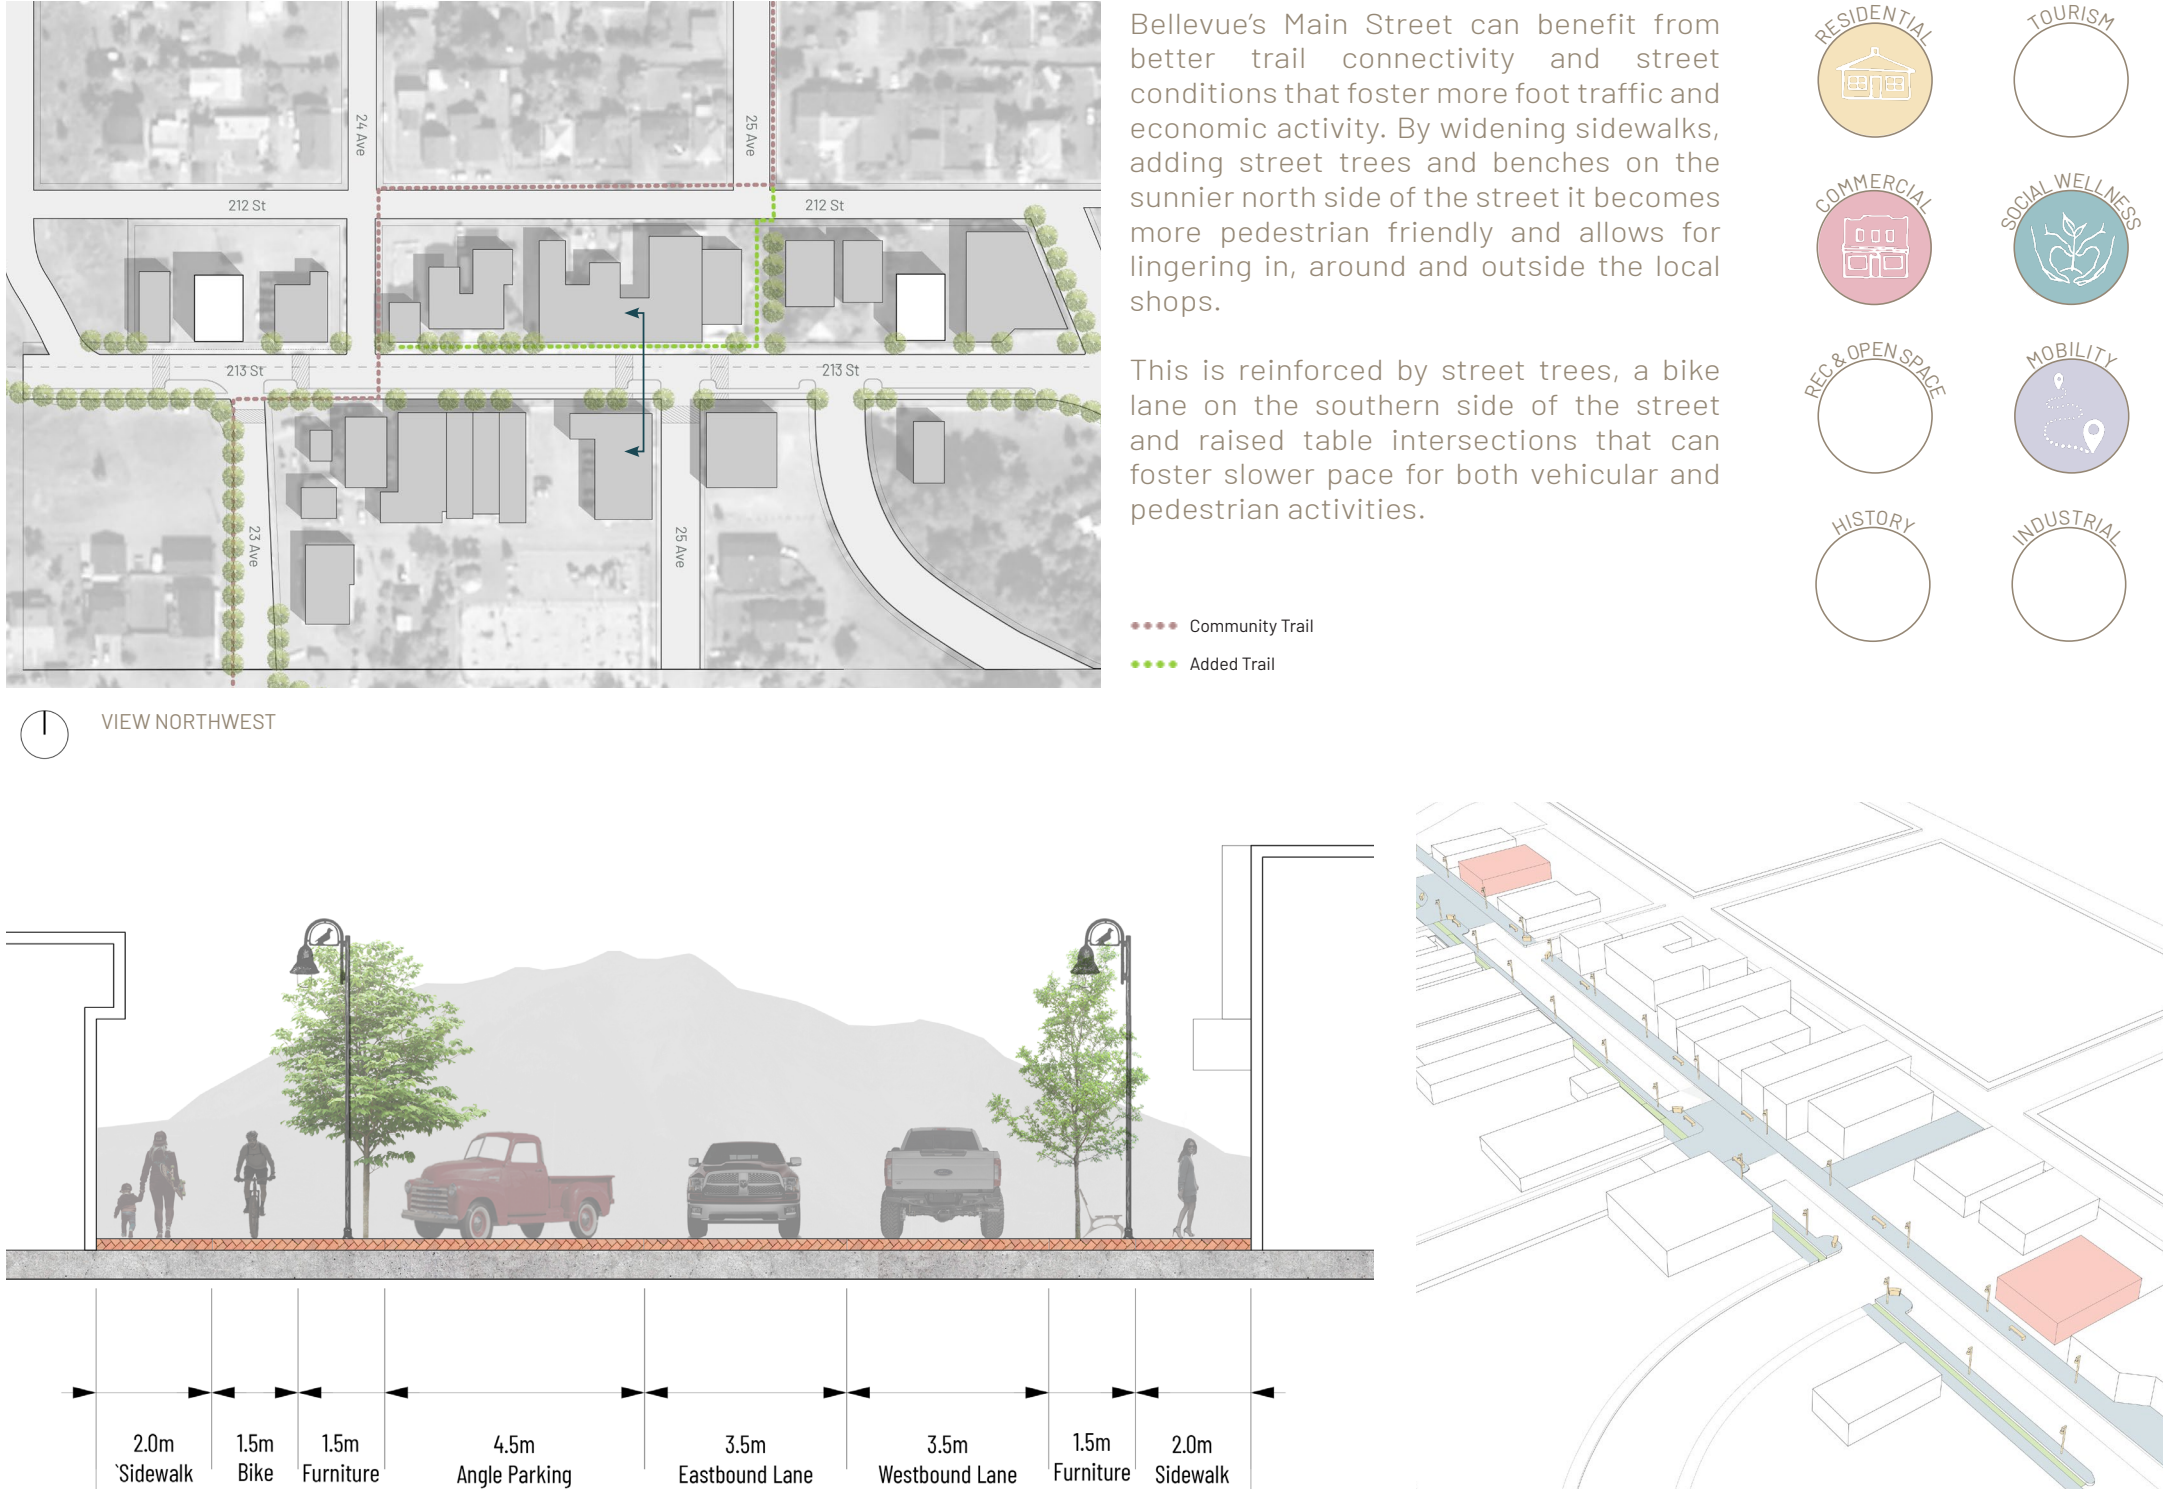 24 Ave
25 Ave
212 St
212 St
213 St
213 St
23 Ave
25 Ave
Bellevue's Main Street can benefit from
better trail connectivity and street
conditions that foster more foot traffic and
economic activity. By widening sidewalks,
adding street trees and benches on the
sunnier north side of the street it becomes
more pedestrian friendly and allows for
lingering in, around and outside the local
shops.
This is reinforced by street trees, a bike
lane on the southern side of the street
and raised table intersections that can
foster slower pace for both vehicular and
pedestrian activities.
Community Trail
Added Trail
RESIDENTIAL
TOURISM
COMMERCIAL
SOCIAL WELLNESS
REC & OPEN SPACE
MOBILITY
HISTORY
INDUSTRIAL
VIEW NORTHWEST
2.0m
`Sidewalk
1.5m
Bike
1.5m
Furniture
4.5m
Angle Parking
3.5m
Eastbound Lane
3.5m
Westbound Lane
1.5m
Furniture
2.0m
Sidewalk